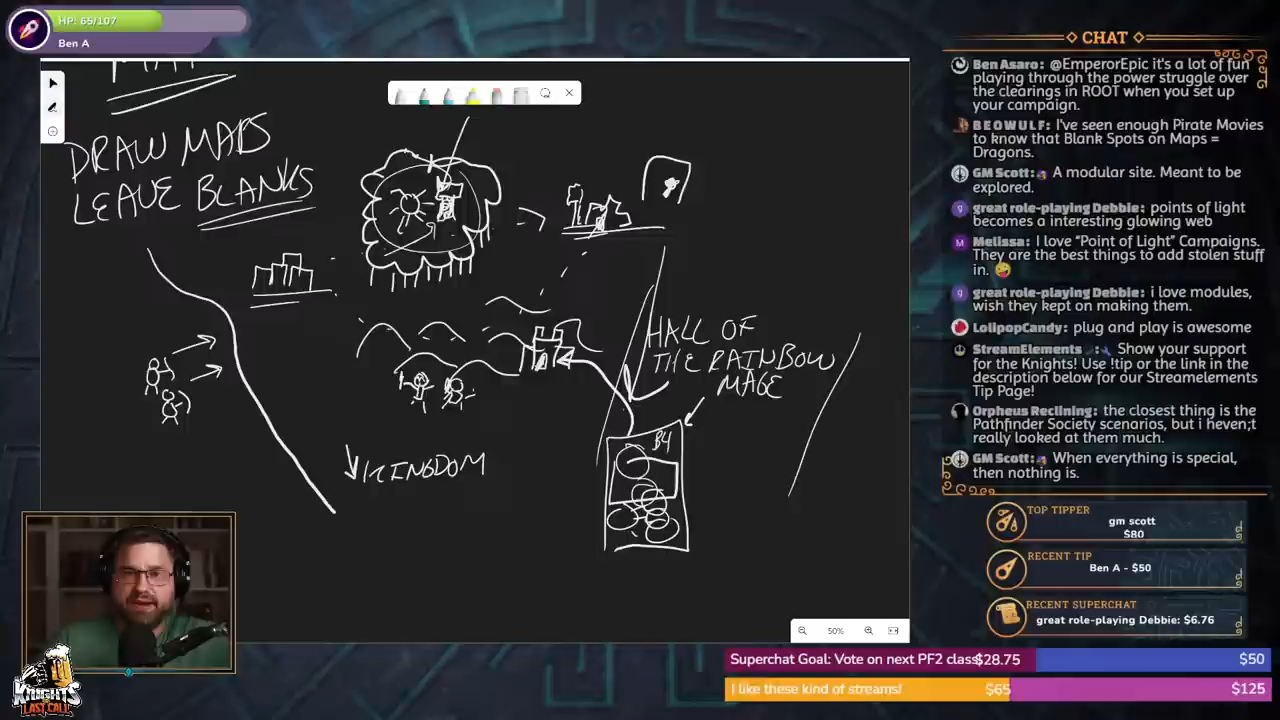 HP: 65/107
Ben A
MAP
DRAW MAPS
LEAVE BLANKS
HALL OF
THE RAINBOW
MAGE
B4
KINGDOM
50%
KNIGHTS
LAST CALL
CHAT
Ben Asaro: @EmperorEpic it's a lot of fun
playing through the power struggle over
the clearings in ROOT when you set up
your campaign.
BEOWULF: I've seen enough Pirate Movies
to know that Blank Spots on Maps =
Dragons.
GM Scott: A modular site. Meant to be
explored.
great role-playing Debbie: points of light
becomes a interesting glowing web
Melissa: I love "Point of Light" Campaigns.
They are the best things to add stolen stuff
in. 🤪
great role-playing Debbie: i love modules,
wish they kept on making them.
LolipopCandy: plug and play is awesome
StreamElements: Show your support
for the Knights! Use !tip or the link in the
description below for our Streamelements
Tip Page!
Orpheus Reclining: the closest thing is the
Pathfinder Society scenarios, but i heven;t
really looked at them much.
GM Scott: When everything is special,
then nothing is.
TOP TIPPER
gm scott
$80
RECENT TIP
Ben A - $50
RECENT SUPERCHAT
great role-playing Debbie: $6.76
Superchat Goal: Vote on next PF2 class $28.75 $50
I like these kind of streams! $65 $125